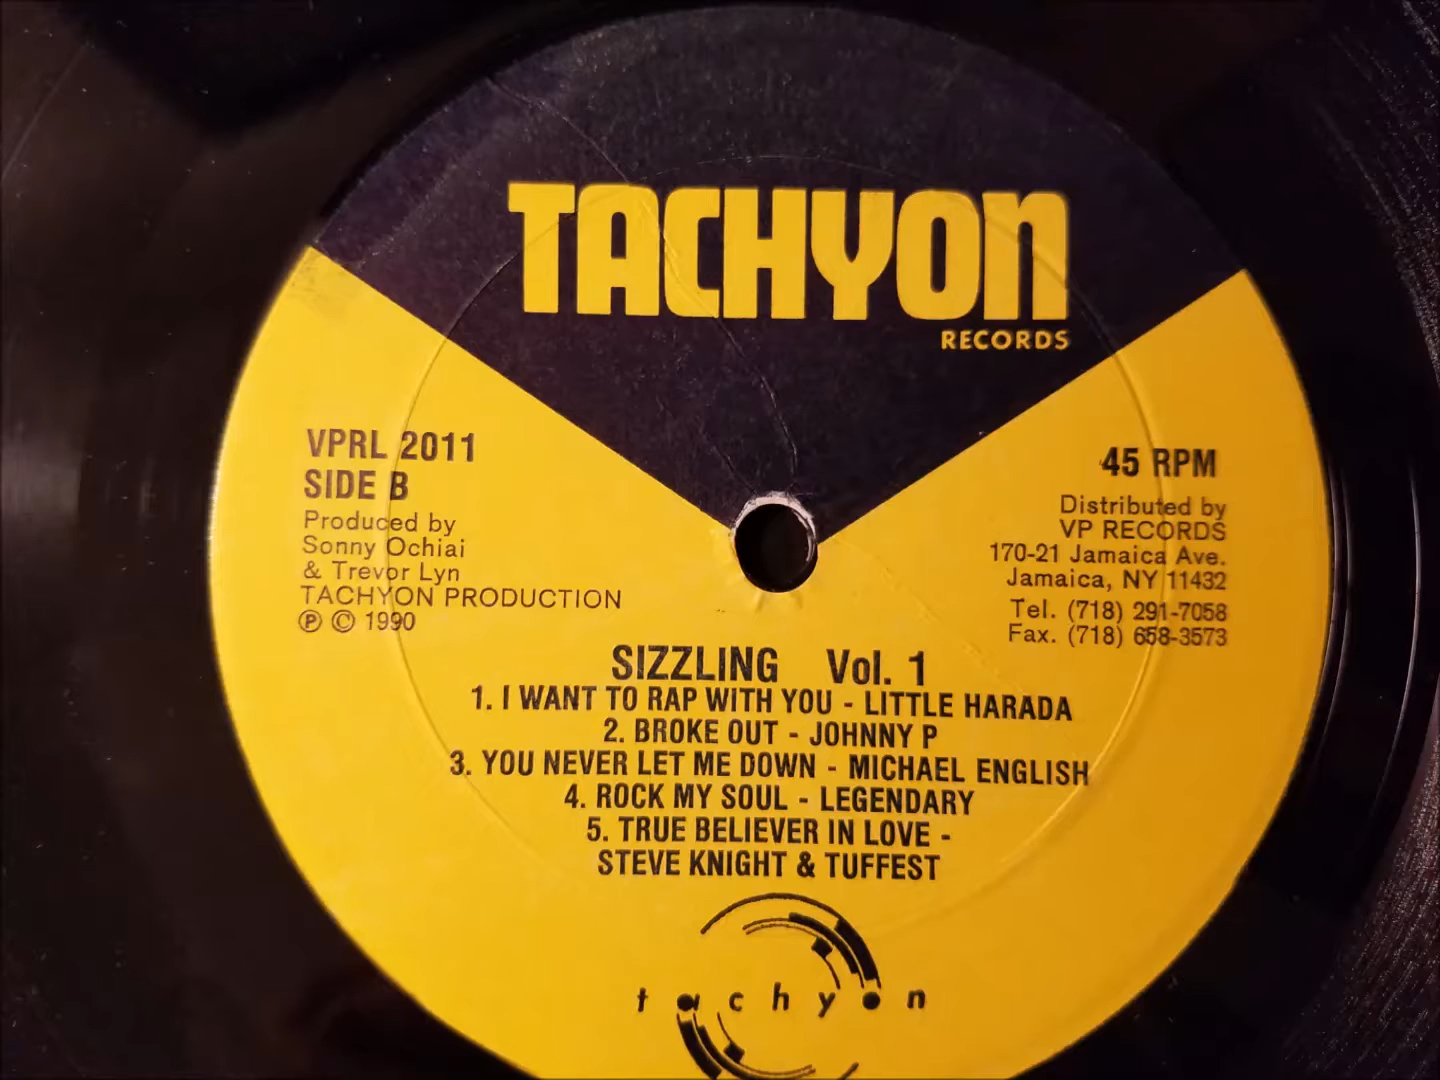 TACHYON
RECORDS
VPRL 2011
SIDE B
Produced by
Sonny Ochiai
& Trevor Lyn
TACHYON PRODUCTION
Ⓟ © 1990
45 RPM
Distributed by
VP RECORDS
170-21 Jamaica Ave.
Jamaica, NY 11432
Tel. (718) 291-7058
Fax. (718) 658-3573
SIZZLING Vol. 1
1. I WANT TO RAP WITH YOU - LITTLE HARADA
2. BROKE OUT - JOHNNY P
3. YOU NEVER LET ME DOWN - MICHAEL ENGLISH
4. ROCK MY SOUL - LEGENDARY
5. TRUE BELIEVER IN LOVE -
STEVE KNIGHT & TUFFEST
tachyon